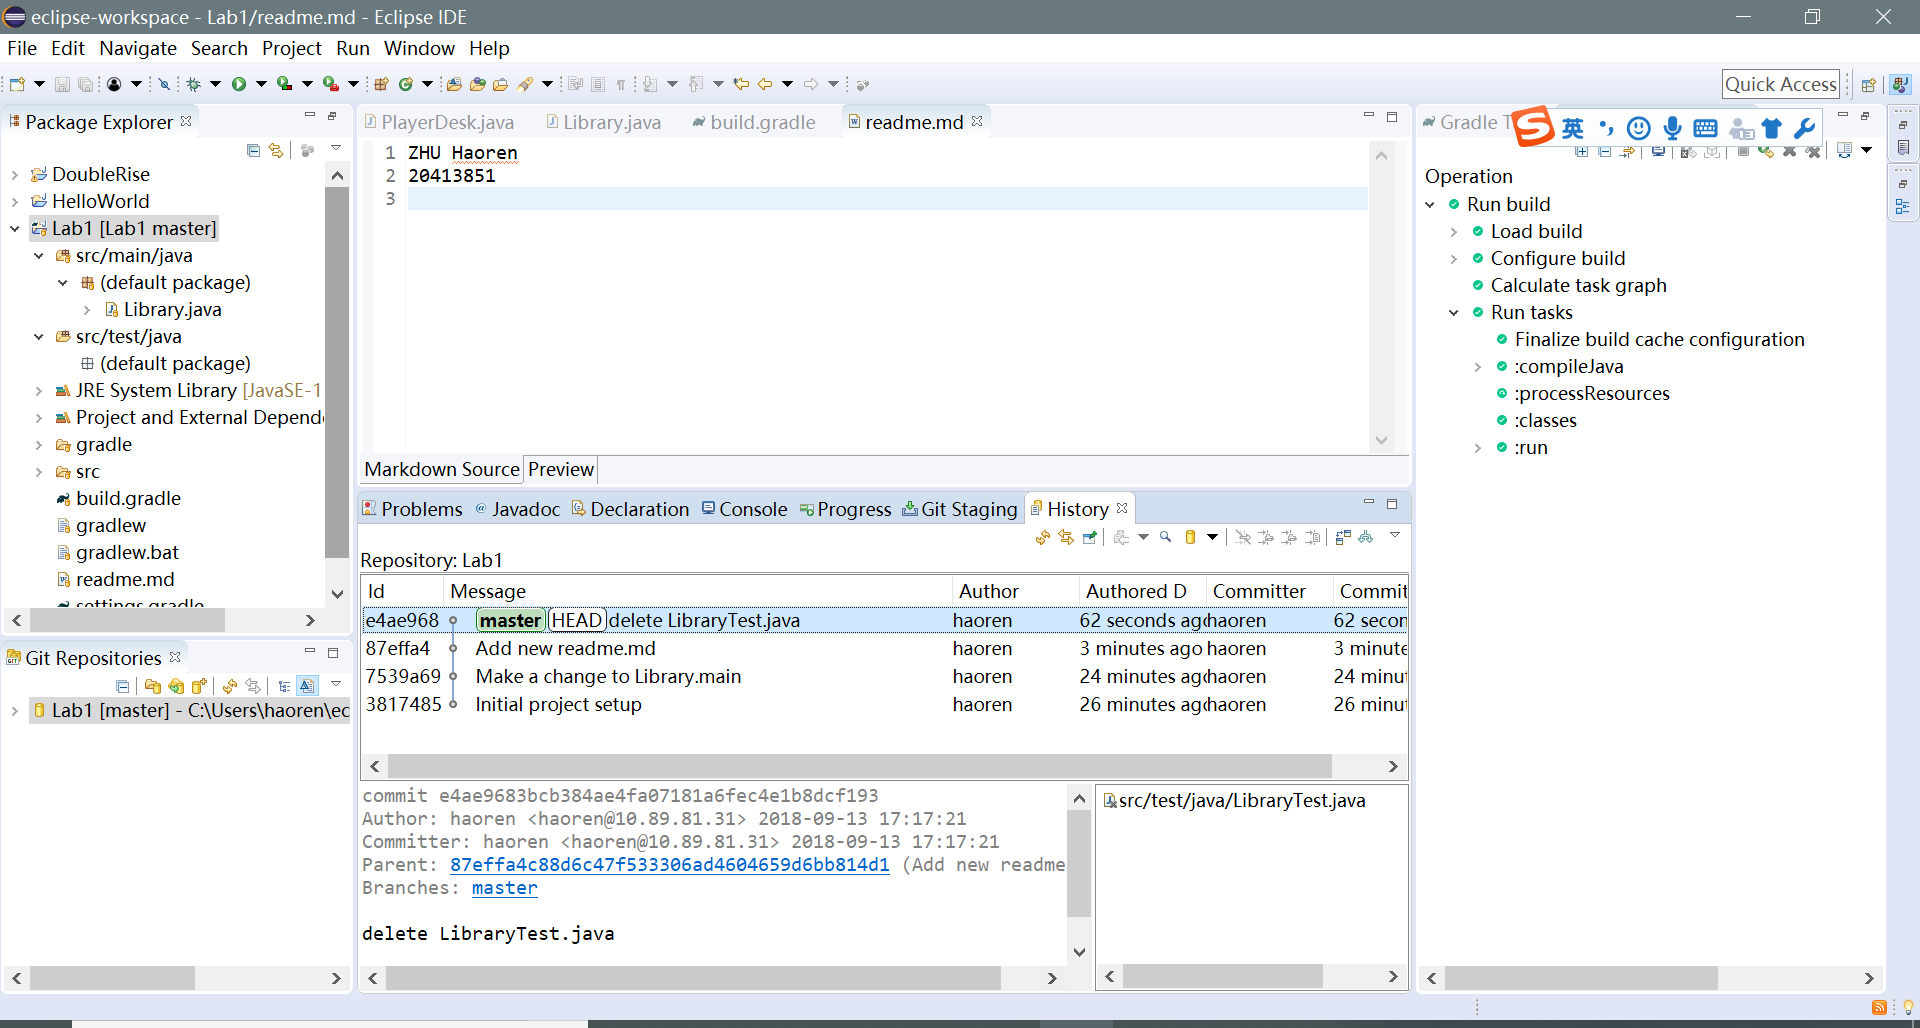 eclipse-workspace - Lab1/readme.md - Eclipse IDE
File Edit Navigate Search Project Run Window Help
Quick Access
Package Explorer
DoubleRise
HelloWorld
Lab1 [Lab1 master]
src/main/java
(default package)
Library.java
src/test/java
(default package)
JRE System Library [JavaSE-1
Project and External Depend
gradle
src
build.gradle
gradlew
gradlew.bat
readme.md
settings.gradle
Git Repositories
Lab1 [master] - C:\Users\haoren\ec
PlayerDesk.java Library.java build.gradle readme.md
1 ZHU Haoren
2 20413851
3
Markdown Source Preview
Problems @ Javadoc Declaration Console Progress Git Staging History
Repository: Lab1
Id Message Author Authored D Committer Commit
e4ae968 master HEAD delete LibraryTest.java haoren 62 seconds ago haoren 62 secon
87effa4 Add new readme.md haoren 3 minutes ago haoren 3 minute
7539a69 Make a change to Library.main haoren 24 minutes ago haoren 24 minut
3817485 Initial project setup haoren 26 minutes ago haoren 26 minut
commit e4ae9683bcb384ae4fa07181a6fec4e1b8dcf193
Author: haoren <haoren@10.89.81.31> 2018-09-13 17:17:21
Committer: haoren <haoren@10.89.81.31> 2018-09-13 17:17:21
Parent: 87effa4c88d6c47f533306ad4604659d6bb814d1 (Add new readme
Branches: master
delete LibraryTest.java
src/test/java/LibraryTest.java
Gradle T
英
Operation
Run build
Load build
Configure build
Calculate task graph
Run tasks
Finalize build cache configuration
:compileJava
:processResources
:classes
:run